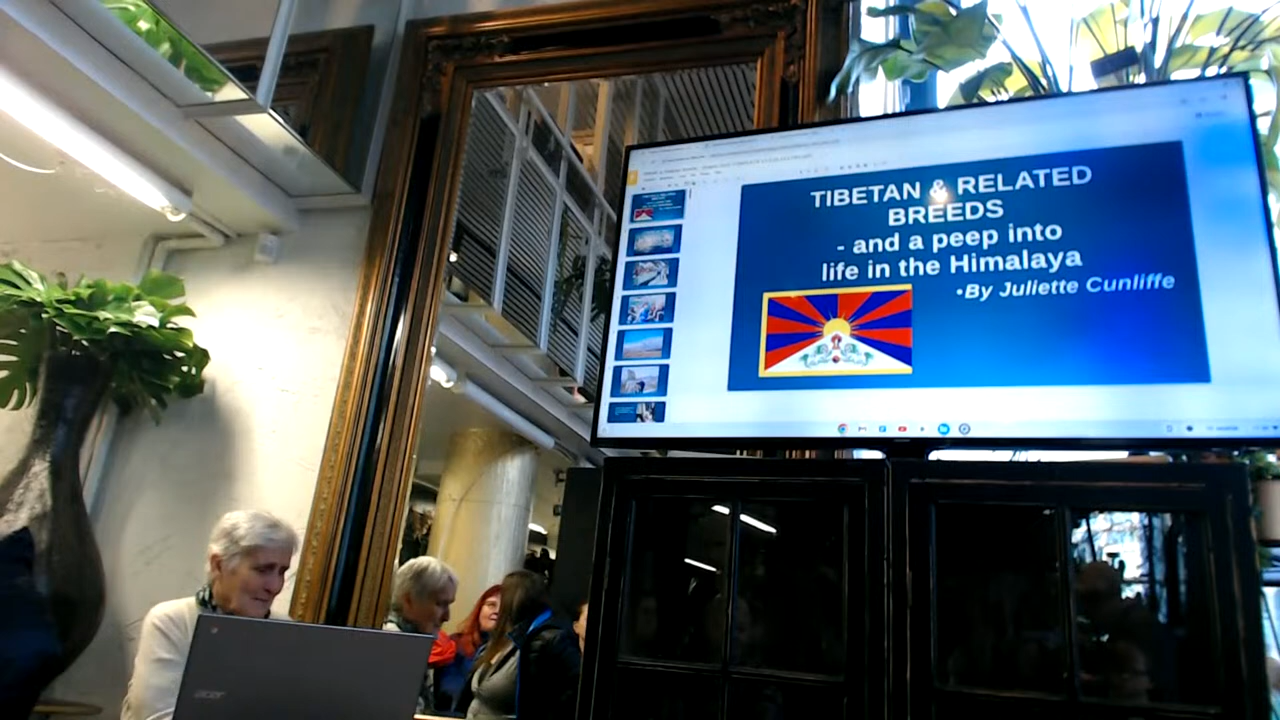 TIBETAN & RELATED
BREEDS
- and a peep into
life in the Himalaya
•By Juliette Cunliffe
acer